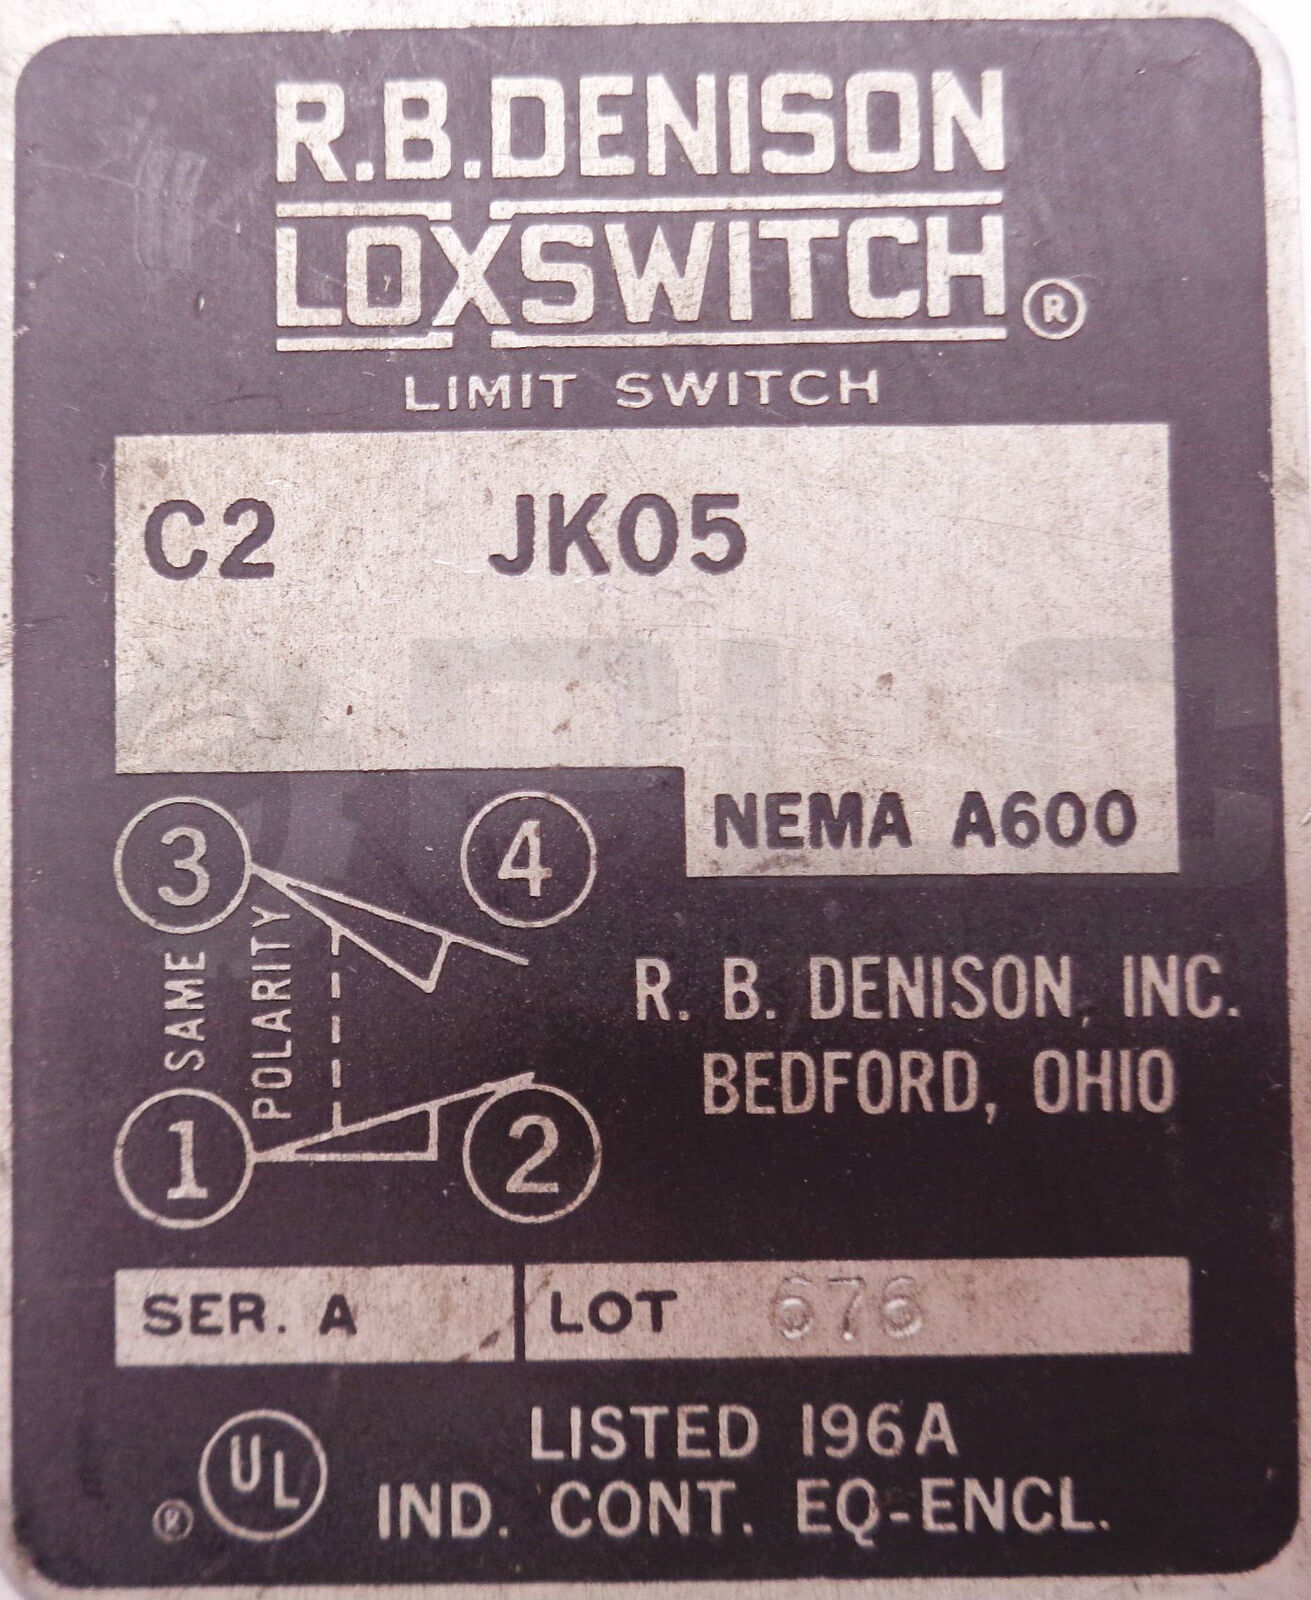 R.B.DENISON
LOXSWITCH ®
LIMIT SWITCH
C2 JK05
NEMA A600
3 4
SAME
POLARITY
1 2
R. B. DENISON, INC.
BEDFORD, OHIO
SER. A LOT 676
UL ®
LISTED 196A
IND. CONT. EQ-ENCL.